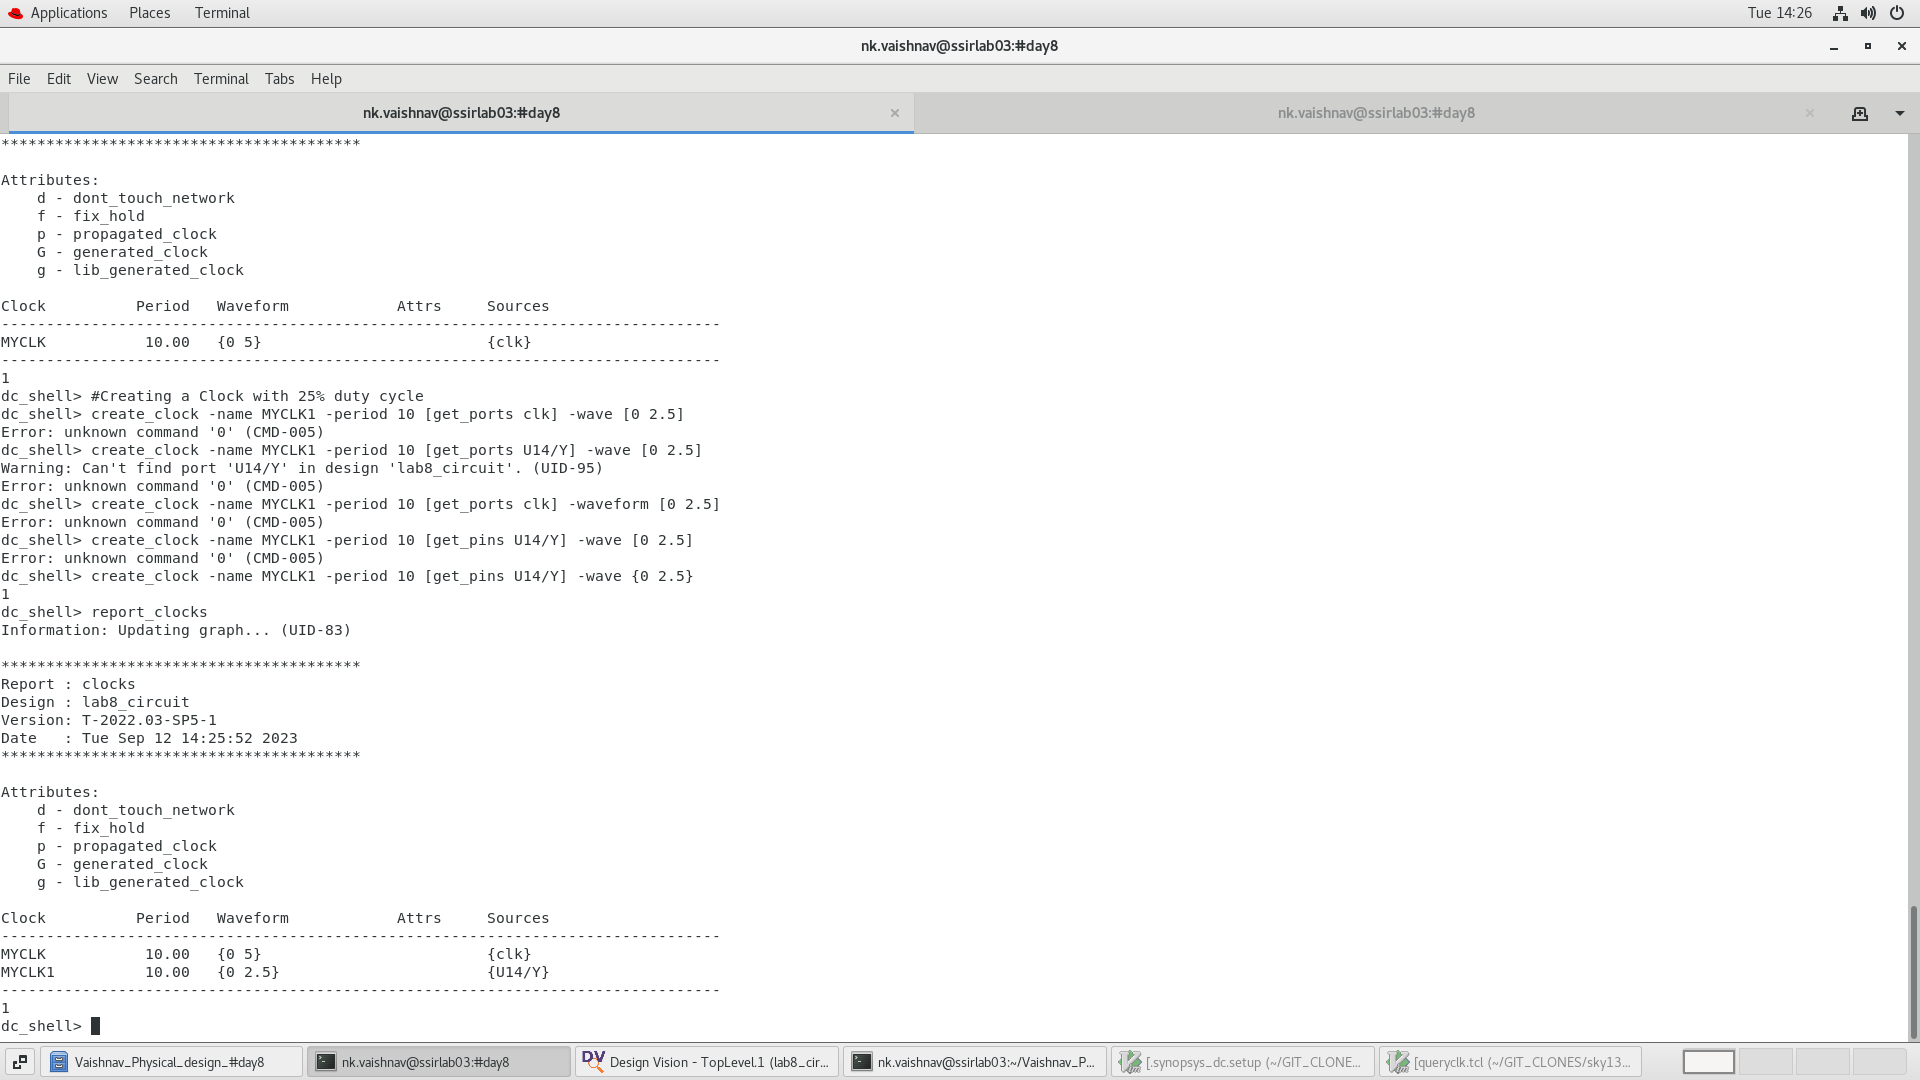 Applications Places Terminal Tue 14:26
nk.vaishnav@ssirlab03:#day8
File Edit View Search Terminal Tabs Help
nk.vaishnav@ssirlab03:#day8 × nk.vaishnav@ssirlab03:#day8 ×
****************************************
Attributes:
    d - dont_touch_network
    f - fix_hold
    p - propagated_clock
    G - generated_clock
    g - lib_generated_clock
Clock          Period   Waveform            Attrs     Sources
--------------------------------------------------------------------------------
MYCLK           10.00   {0 5}                         {clk}
--------------------------------------------------------------------------------
1
dc_shell> #Creating a Clock with 25% duty cycle
dc_shell> create_clock -name MYCLK1 -period 10 [get_ports clk] -wave [0 2.5]
Error: unknown command '0' (CMD-005)
dc_shell> create_clock -name MYCLK1 -period 10 [get_ports U14/Y] -wave [0 2.5]
Warning: Can't find port 'U14/Y' in design 'lab8_circuit'. (UID-95)
Error: unknown command '0' (CMD-005)
dc_shell> create_clock -name MYCLK1 -period 10 [get_ports clk] -waveform [0 2.5]
Error: unknown command '0' (CMD-005)
dc_shell> create_clock -name MYCLK1 -period 10 [get_pins U14/Y] -wave [0 2.5]
Error: unknown command '0' (CMD-005)
dc_shell> create_clock -name MYCLK1 -period 10 [get_pins U14/Y] -wave {0 2.5}
1
dc_shell> report_clocks
Information: Updating graph... (UID-83)
****************************************
Report : clocks
Design : lab8_circuit
Version: T-2022.03-SP5-1
Date   : Tue Sep 12 14:25:52 2023
****************************************
Attributes:
    d - dont_touch_network
    f - fix_hold
    p - propagated_clock
    G - generated_clock
    g - lib_generated_clock
Clock          Period   Waveform            Attrs     Sources
--------------------------------------------------------------------------------
MYCLK           10.00   {0 5}                         {clk}
MYCLK1          10.00   {0 2.5}                       {U14/Y}
--------------------------------------------------------------------------------
1
dc_shell>
Vaishnav_Physical_design_#day8 nk.vaishnav@ssirlab03:#day8 DV Design Vision - TopLevel.1 (lab8_cir... nk.vaishnav@ssirlab03:~/Vaishnav_P... [.synopsys_dc.setup (~/GIT_CLONE... [queryclk.tcl (~/GIT_CLONES/sky13...